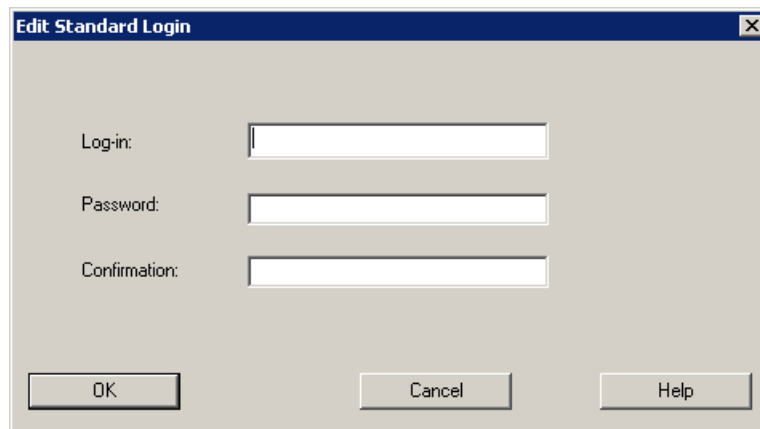 Edit Standard Login
Log-in:
Password:
Confirmation:
OK Cancel Help